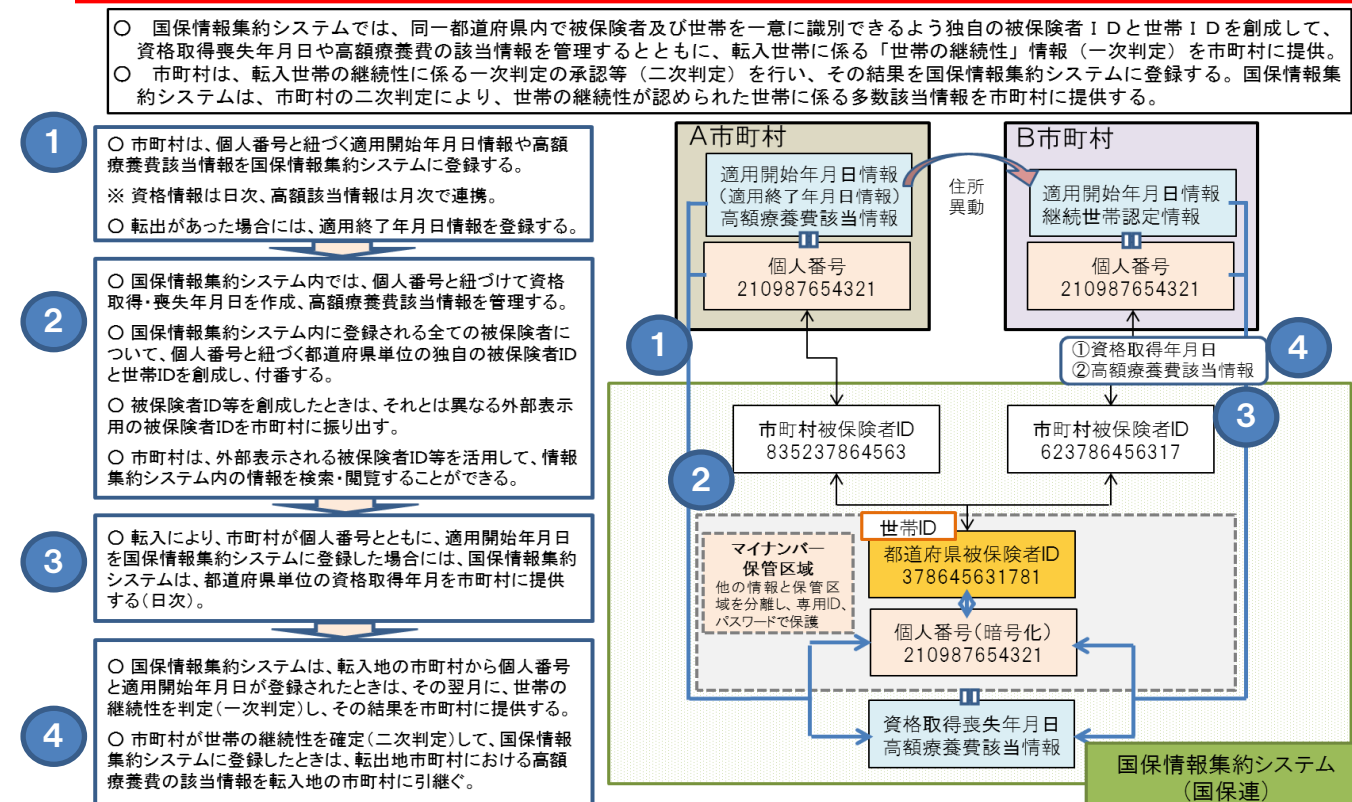 ○　国保情報集約システムでは、同一都道府県内で被保険者及び世帯を一意に識別できるよう独自の被保険者ＩＤと世帯ＩＤを創成して、
資格取得喪失年月日や高額療養費の該当情報を管理するとともに、転入世帯に係る「世帯の継続性」情報（一次判定）を市町村に提供。
○　市町村は、転入世帯の継続性に係る一次判定の承認等（二次判定）を行い、その結果を国保情報集約システムに登録する。国保情報集
約システムは、市町村の二次判定により、世帯の継続性が認められた世帯に係る多数該当情報を市町村に提供する。
1
○ 市町村は、個人番号と紐づく適用開始年月日情報や高額
療養費該当情報を国保情報集約システムに登録する。
※ 資格情報は日次、高額該当情報は月次で連携。
○ 転出があった場合には、適用終了年月日情報を登録する。
2
○ 国保情報集約システム内では、個人番号と紐づけて資格
取得・喪失年月日を作成、高額療養費該当情報を管理する。
○ 国保情報集約システム内に登録される全ての被保険者に
ついて、個人番号と紐づく都道府県単位の独自の被保険者ID
と世帯IDを創成し、付番する。
○ 被保険者ID等を創成したときは、それとは異なる外部表示
用の被保険者IDを市町村に振り出す。
○ 市町村は、外部表示される被保険者ID等を活用して、情報
集約システム内の情報を検索・閲覧することができる。
3
○ 転入により、市町村が個人番号とともに、適用開始年月日
を国保情報集約システムに登録した場合には、国保情報集約
システムは、都道府県単位の資格取得年月を市町村に提供
する（日次）。
4
○ 国保情報集約システムは、転入地の市町村から個人番号
と適用開始年月日が登録されたときは、その翌月に、世帯の
継続性を判定（一次判定）し、その結果を市町村に提供する。
○ 市町村が世帯の継続性を確定（二次判定）して、国保情報
集約システムに登録したときは、転出地市町村における高額
療養費の該当情報を転入地の市町村に引継ぐ。
A市町村
適用開始年月日情報
（適用終了年月日情報）
高額療養費該当情報
個人番号
210987654321
住所
異動
B市町村
適用開始年月日情報
継続世帯認定情報
個人番号
210987654321
1
①資格取得年月日
②高額療養費該当情報
4
市町村被保険者ID
835237864563
市町村被保険者ID
623786456317
3
2
世帯ID
都道府県被保険者ID
378645631781
マイナンバー
保管区域
他の情報と保管区
域を分離し、専用ID、
パスワードで保護
個人番号（暗号化）
210987654321
資格取得喪失年月日
高額療養費該当情報
国保情報集約システム
（国保連）